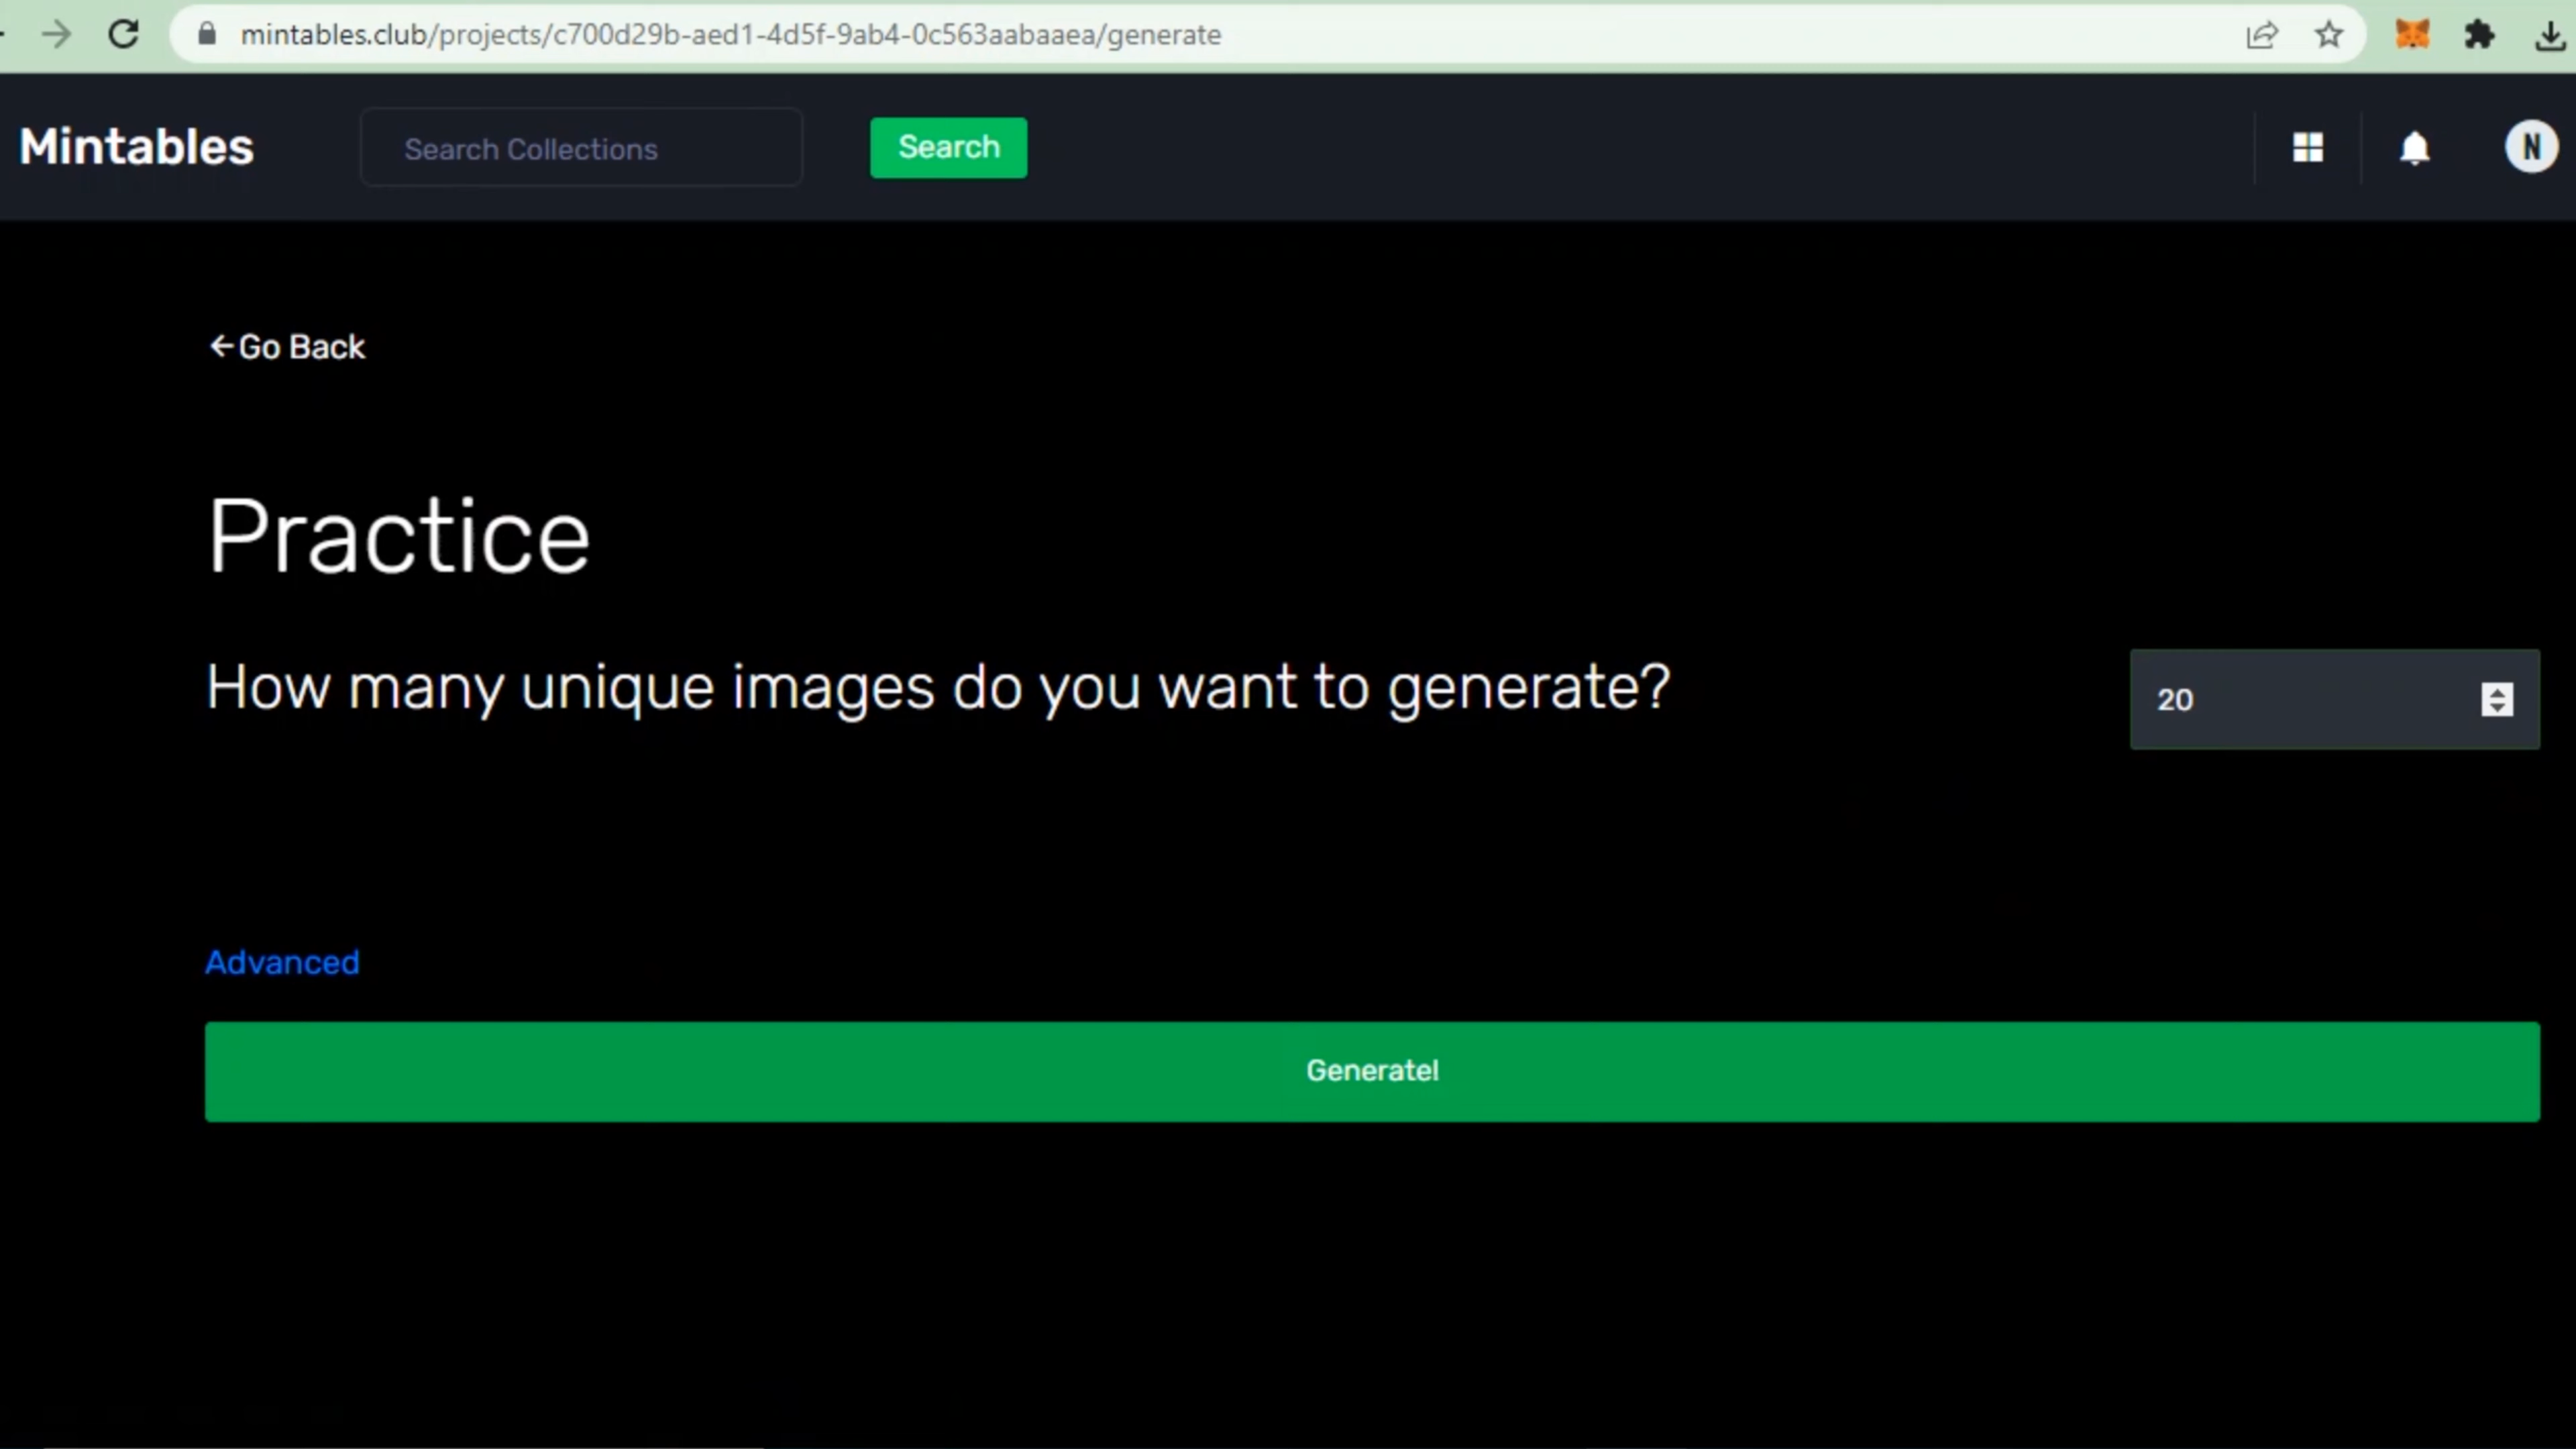 mintables.club/projects/c700d29b-aed1-4d5f-9ab4-0c563aabaaea/generate
Mintables
Search Collections
Search
N
←Go Back
Practice
How many unique images do you want to generate?
20
Advanced
Generate!